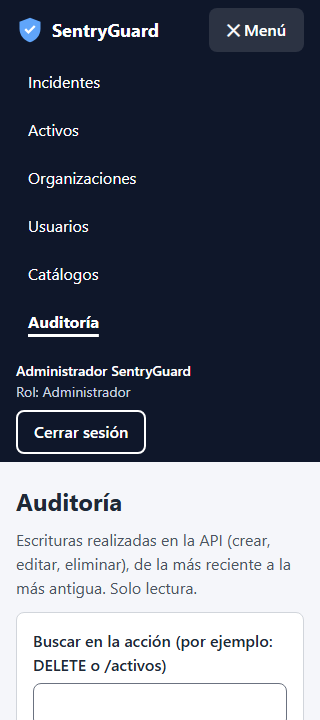 SentryGuard
Menú
Incidentes
Activos
Organizaciones
Usuarios
Catálogos
Auditoría
Administrador SentryGuard
Rol: Administrador
Cerrar sesión
Auditoría
Escrituras realizadas en la API (crear,
editar, eliminar), de la más reciente a la
más antigua. Solo lectura.
Buscar en la acción (por ejemplo:
DELETE o /activos)